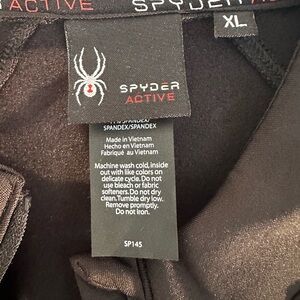 ACTIVE SPYDER
XL
SPYDER
ACTIVE
SPANDEX/SPANDEX
Made in Vietnam
Hecho en Vietnam
Fabriqué au Vietnam
Machine wash cold, inside
out with like colors on
delicate cycle. Do not
use bleach or fabric
softeners. Do not dry
clean. Tumble dry low.
Remove promptly.
Do not iron.
SP145